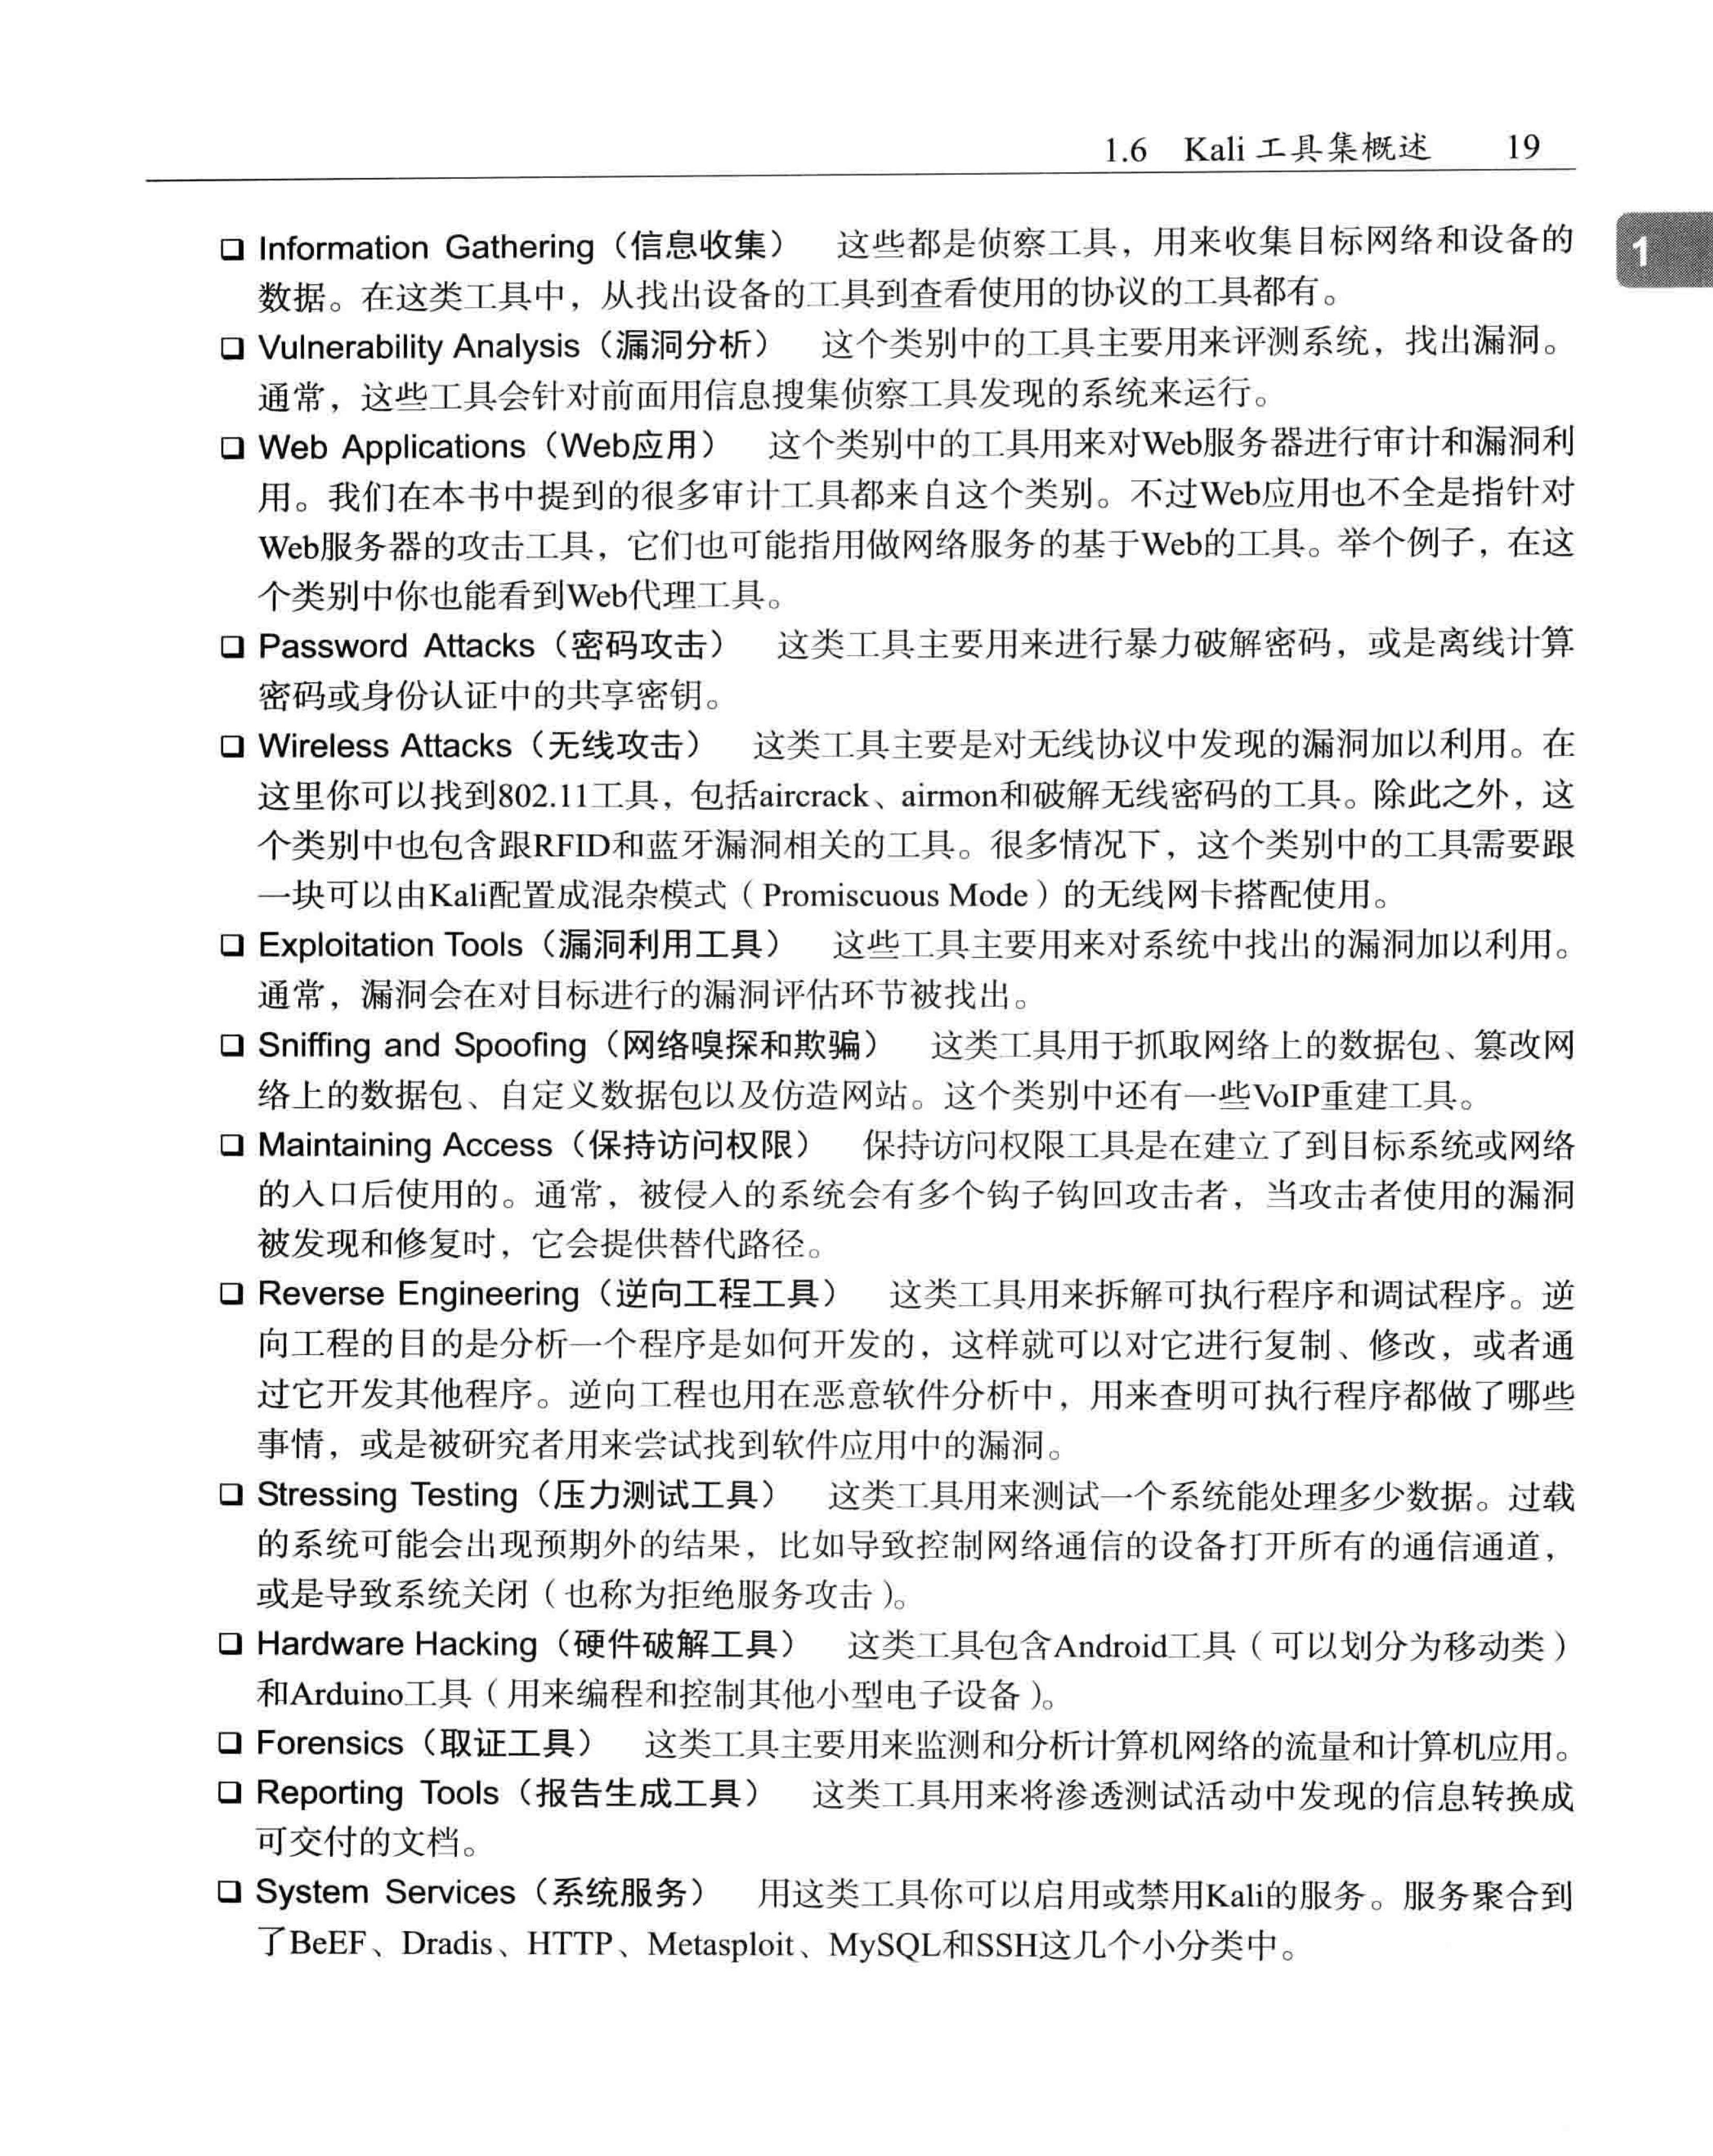 1.6 Kali 工具集概述 19
1
❑ Information Gathering（信息收集） 这些都是侦察工具，用来收集目标网络和设备的
数据。在这类工具中，从找出设备的工具到查看使用的协议的工具都有。
❑ Vulnerability Analysis（漏洞分析） 这个类别中的工具主要用来评测系统，找出漏洞。
通常，这些工具会针对前面用信息搜集侦察工具发现的系统来运行。
❑ Web Applications（Web应用） 这个类别中的工具用来对Web服务器进行审计和漏洞利
用。我们在本书中提到的很多审计工具都来自这个类别。不过Web应用也不全是指针对
Web服务器的攻击工具，它们也可能指用做网络服务的基于Web的工具。举个例子，在这
个类别中你也能看到Web代理工具。
❑ Password Attacks（密码攻击） 这类工具主要用来进行暴力破解密码，或是离线计算
密码或身份认证中的共享密钥。
❑ Wireless Attacks（无线攻击） 这类工具主要是对无线协议中发现的漏洞加以利用。在
这里你可以找到802.11工具，包括aircrack、airmon和破解无线密码的工具。除此之外，这
个类别中也包含跟RFID和蓝牙漏洞相关的工具。很多情况下，这个类别中的工具需要跟
一块可以由Kali配置成混杂模式（Promiscuous Mode）的无线网卡搭配使用。
❑ Exploitation Tools（漏洞利用工具） 这些工具主要用来对系统中找出的漏洞加以利用。
通常，漏洞会在对目标进行的漏洞评估环节被找出。
❑ Sniffing and Spoofing（网络嗅探和欺骗） 这类工具用于抓取网络上的数据包、篡改网
络上的数据包、自定义数据包以及仿造网站。这个类别中还有一些VoIP重建工具。
❑ Maintaining Access（保持访问权限） 保持访问权限工具是在建立了到目标系统或网络
的入口后使用的。通常，被侵入的系统会有多个钩子钩回攻击者，当攻击者使用的漏洞
被发现和修复时，它会提供替代路径。
❑ Reverse Engineering（逆向工程工具） 这类工具用来拆解可执行程序和调试程序。逆
向工程的目的是分析一个程序是如何开发的，这样就可以对它进行复制、修改，或者通
过它开发其他程序。逆向工程也用在恶意软件分析中，用来查明可执行程序都做了哪些
事情，或是被研究者用来尝试找到软件应用中的漏洞。
❑ Stressing Testing（压力测试工具） 这类工具用来测试一个系统能处理多少数据。过载
的系统可能会出现预期外的结果，比如导致控制网络通信的设备打开所有的通信通道，
或是导致系统关闭（也称为拒绝服务攻击）。
❑ Hardware Hacking（硬件破解工具） 这类工具包含Android工具（可以划分为移动类）
和Arduino工具（用来编程和控制其他小型电子设备）。
❑ Forensics（取证工具） 这类工具主要用来监测和分析计算机网络的流量和计算机应用。
❑ Reporting Tools（报告生成工具） 这类工具用来将渗透测试活动中发现的信息转换成
可交付的文档。
❑ System Services（系统服务） 用这类工具你可以启用或禁用Kali的服务。服务聚合到
了BeEF、Dradis、HTTP、Metasploit、MySQL和SSH这几个小分类中。